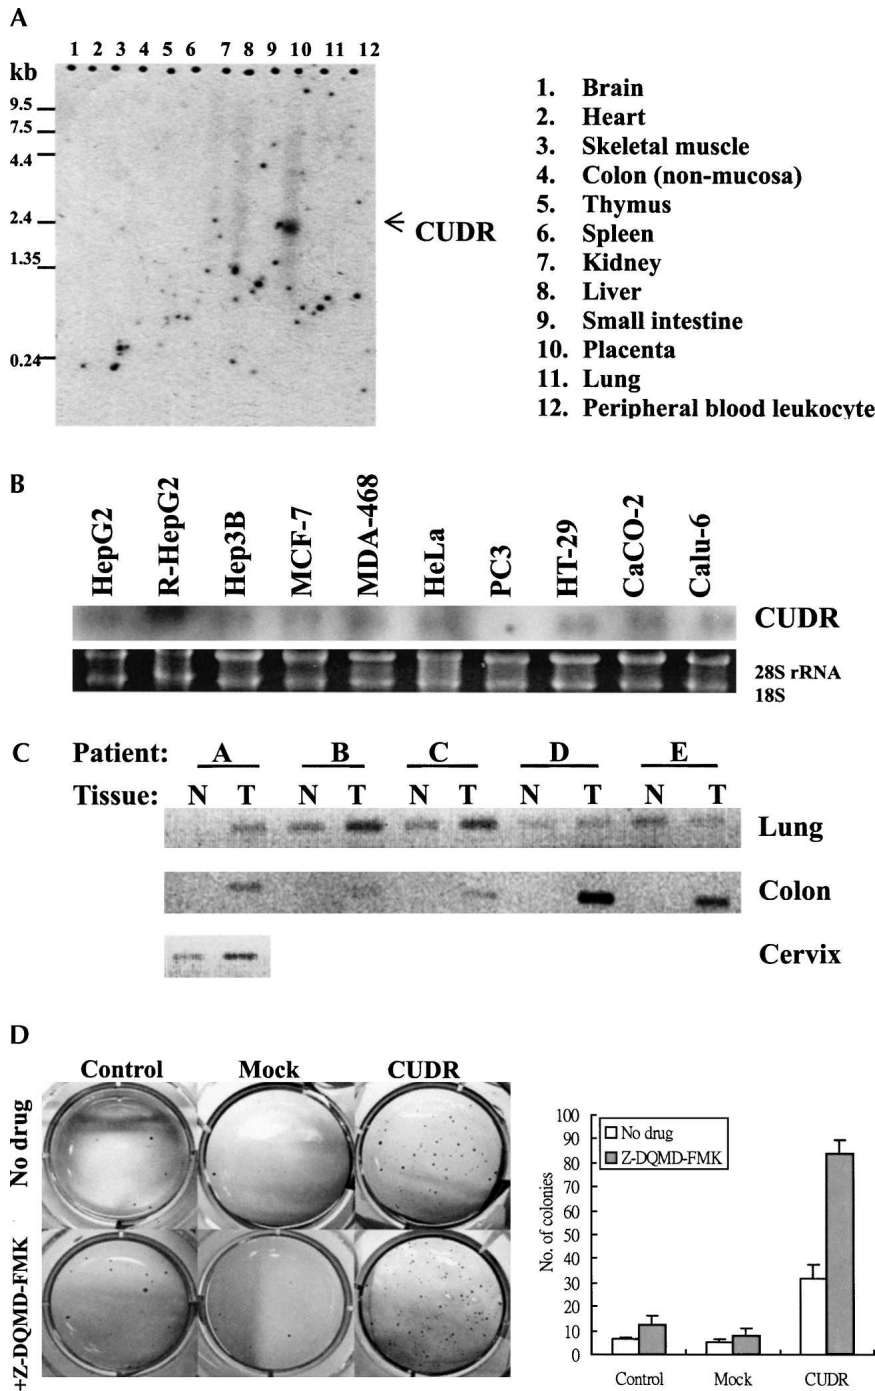 A
1 2 3 4 5 6 7 8 9 10 11 12
kb
9.5
7.5
4.4
2.4
1.35
0.24
CUDR
1. Brain
2. Heart
3. Skeletal muscle
4. Colon (non-mucosa)
5. Thymus
6. Spleen
7. Kidney
8. Liver
9. Small intestine
10. Placenta
11. Lung
12. Peripheral blood leukocyte
B
HepG2
R-HepG2
Hep3B
MCF-7
MDA-468
HeLa
PC3
HT-29
CaCO-2
Calu-6
CUDR
28S rRNA
18S
C
Patient: A B C D E
Tissue: N T N T N T N T N T
Lung
Colon
Cervix
D
Control Mock CUDR
No drug
+Z-DQMD-FMK
No. of colonies
100
90
80
70
60
50
40
30
20
10
0
No drug
Z-DQMD-FMK
Control Mock CUDR